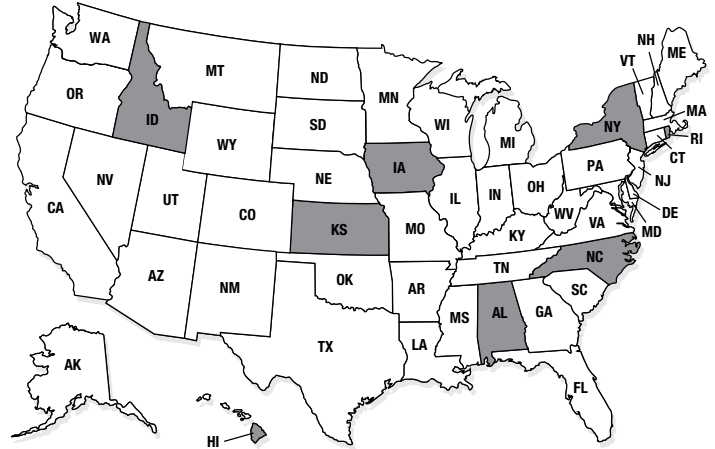 WA
NH
ME
VT
MT
ND
OR
MN
MA
ID
SD
WI
NY
RI
MI
WY
CT
IA
PA
NJ
NE
NV
OH
UT
IL
IN
CA
CO
WV
DE
VA
KS
MO
MD
KY
NC
TN
AZ
OK
NM
AR
SC
MS
AL
GA
TX
LA
AK
FL
HI